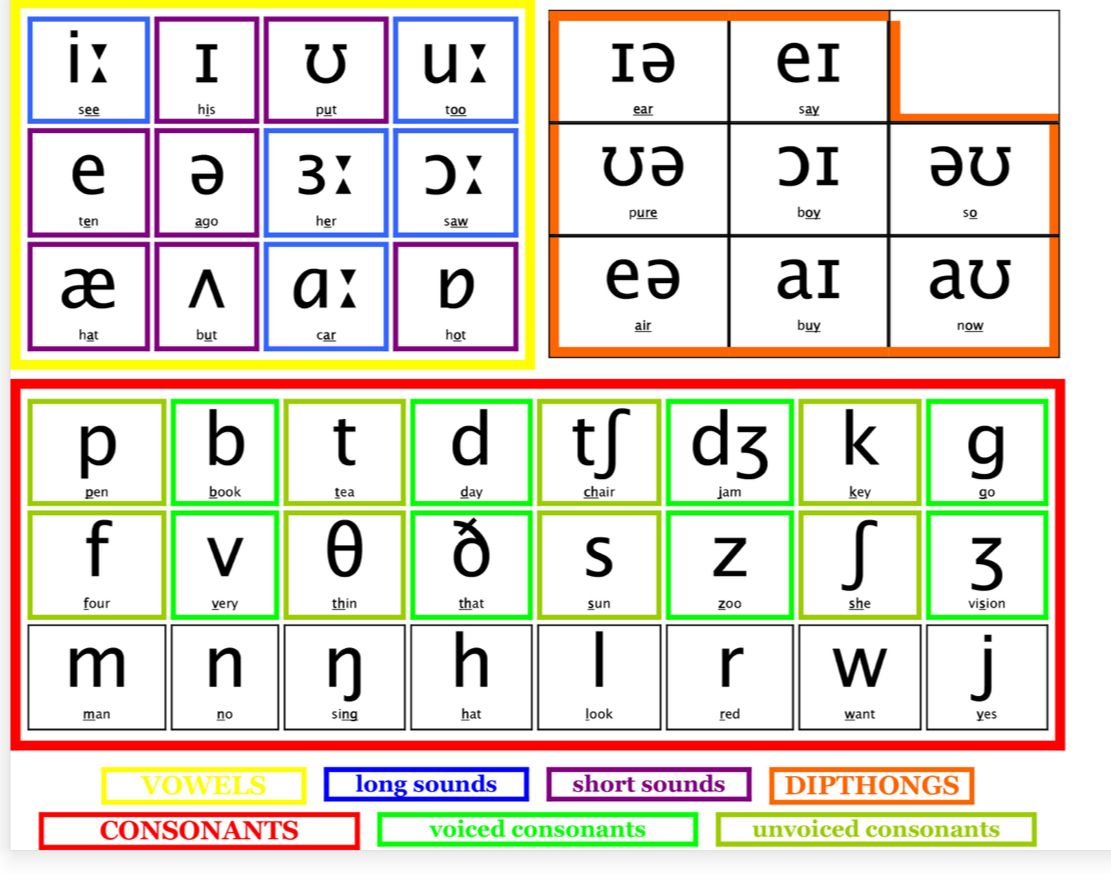 iː ɪ ʊ uː ɪə eɪ
see his put too ear say
e ə ɜː ɔː ʊə ɔɪ əʊ
ten ago her saw pure boy so
æ ʌ ɑː ɒ eə aɪ aʊ
hat but car hot air buy now
p b t d tʃ dʒ k g
pen book tea day chair jam key go
f v θ ð s z ʃ ʒ
four very thin that sun zoo she vision
m n ŋ h l r w j
man no sing hat look red want yes
VOWELS long sounds short sounds DIPTHONGS
CONSONANTS voiced consonants unvoiced consonants